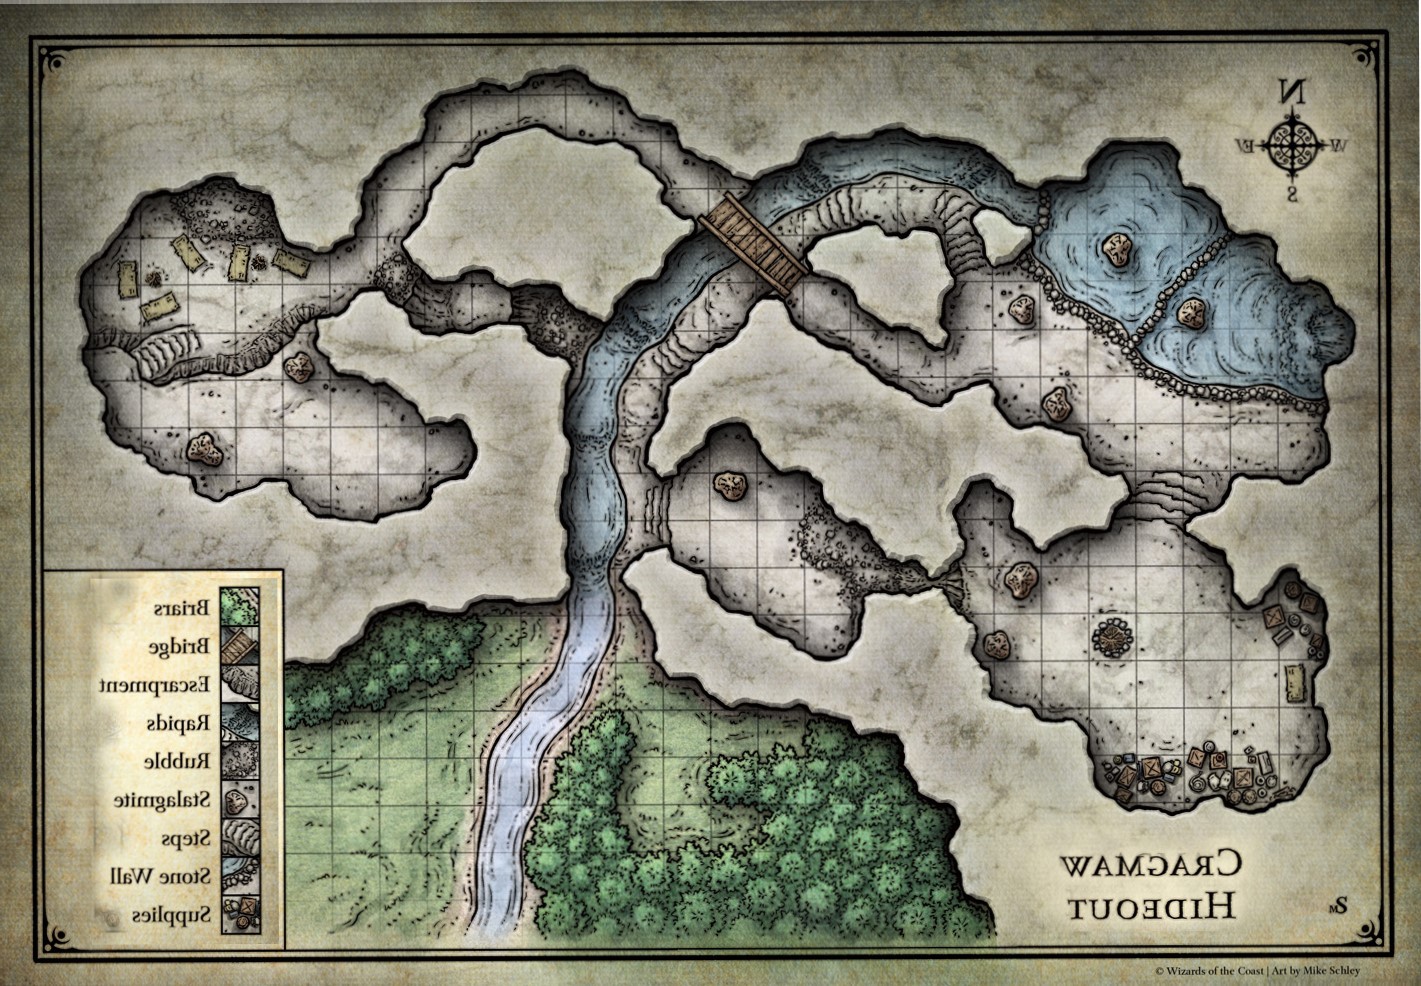 N
W
E
S
Briars
Bridge
Escarpment
Rapids
Rubble
Stalagmite
Steps
Stone Wall
Supplies
CRAGMAW
HIDEOUT
© Wizards of the Coast | Art by Mike Schley